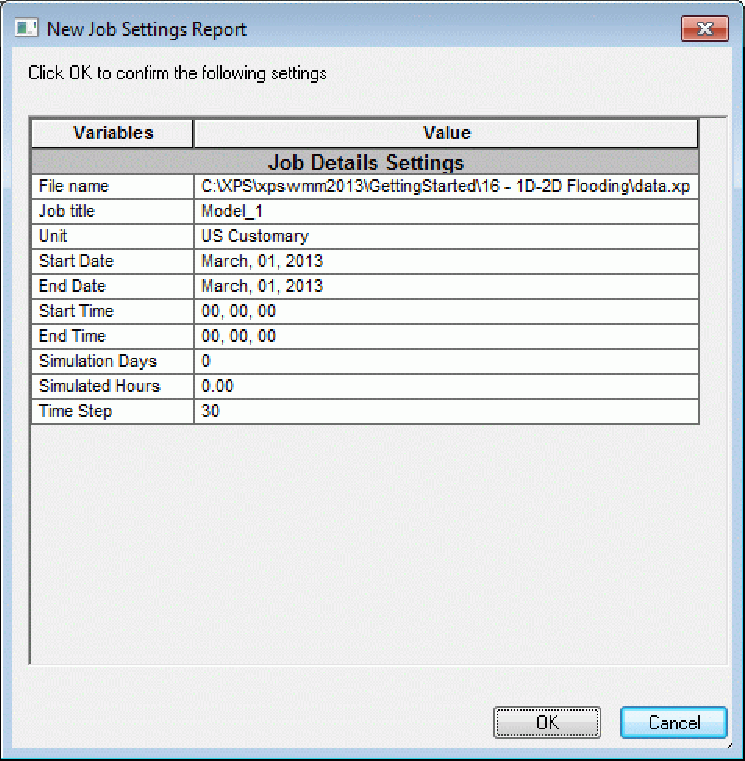 New Job Settings Report
Click OK to confirm the following settings
Variables Value
Job Details Settings
File name C:\XPS\xpswmm2013\GettingStarted\16 - 1D-2D Flooding\data.xp
Job title Model_1
Unit US Customary
Start Date March, 01, 2013
End Date March, 01, 2013
Start Time 00, 00, 00
End Time 00, 00, 00
Simulation Days 0
Simulated Hours 0.00
Time Step 30
OK Cancel